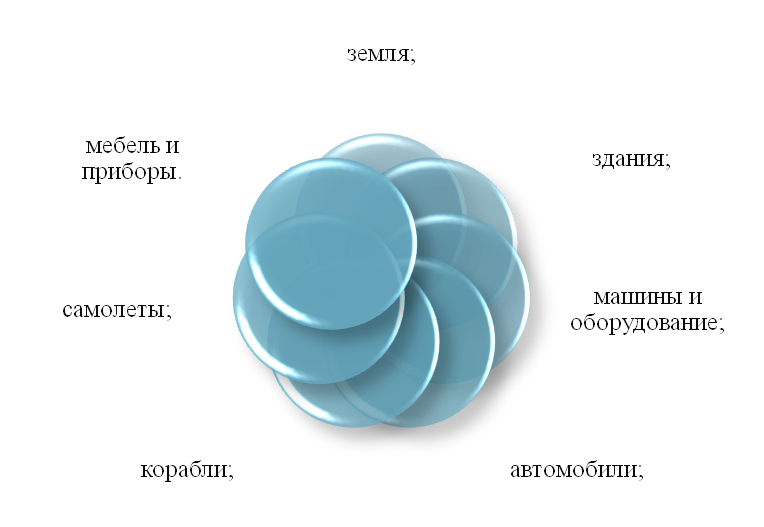 земля;
здания;
машины и
оборудование;
автомобили;
корабли;
самолеты;
мебель и
приборы.